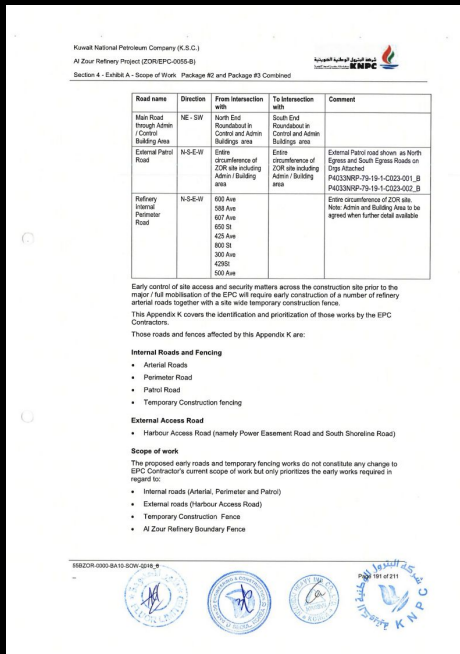 Kuwait National Petroleum Company (K.S.C.)
Al Zour Refinery Project (ZOR/EPC-0055-B)
شركة البترول الوطنية الكويتية
KNPC
Section 4 - Exhibit A - Scope of Work Package #2 and Package #3 Combined
Road name Direction From intersection with To intersection with Comment
Main Road through Admin / Control Building Area NE - SW North End Roundabout in Control and Admin Buildings area South End Roundabout in Control and Admin Buildings area
External Patrol Road N-S-E-W Entire circumference of ZOR site including Admin / Building area Entire circumference of ZOR site including Admin / Building area External Patrol road shown as North Egress and South Egress Roads on Drgs Attached
P4033NRP-79-19-1-C023-001_B
P4033NRP-79-19-1-C023-002_B
Refinery Internal Perimeter Road N-S-E-W 600 Ave Entire circumference of ZOR site. Note: Admin and Building Area to be agreed when further detail available
588 Ave
607 Ave
650 St
425 Ave
800 St
300 Ave
429St
500 Ave
Early control of site access and security matters across the construction site prior to the
major / full mobilisation of the EPC will require early construction of a number of refinery
arterial roads together with a site wide temporary construction fence.
This Appendix K covers the identification and prioritization of those works by the EPC
Contractors.
Those roads and fences affected by this Appendix K are:
Internal Roads and Fencing
• Arterial Roads
• Perimeter Road
• Patrol Road
• Temporary Construction fencing
External Access Road
• Harbour Access Road (namely Power Easement Road and South Shoreline Road)
Scope of work
The proposed early roads and temporary fencing works do not constitute any change to
EPC Contractor's current scope of work but only prioritizes the early works required in
regard to:
• Internal roads (Arterial, Perimeter and Patrol)
• External roads (Harbour Access Road)
• Temporary Construction Fence
• Al Zour Refinery Boundary Fence
Page 191 of 211
KNPC